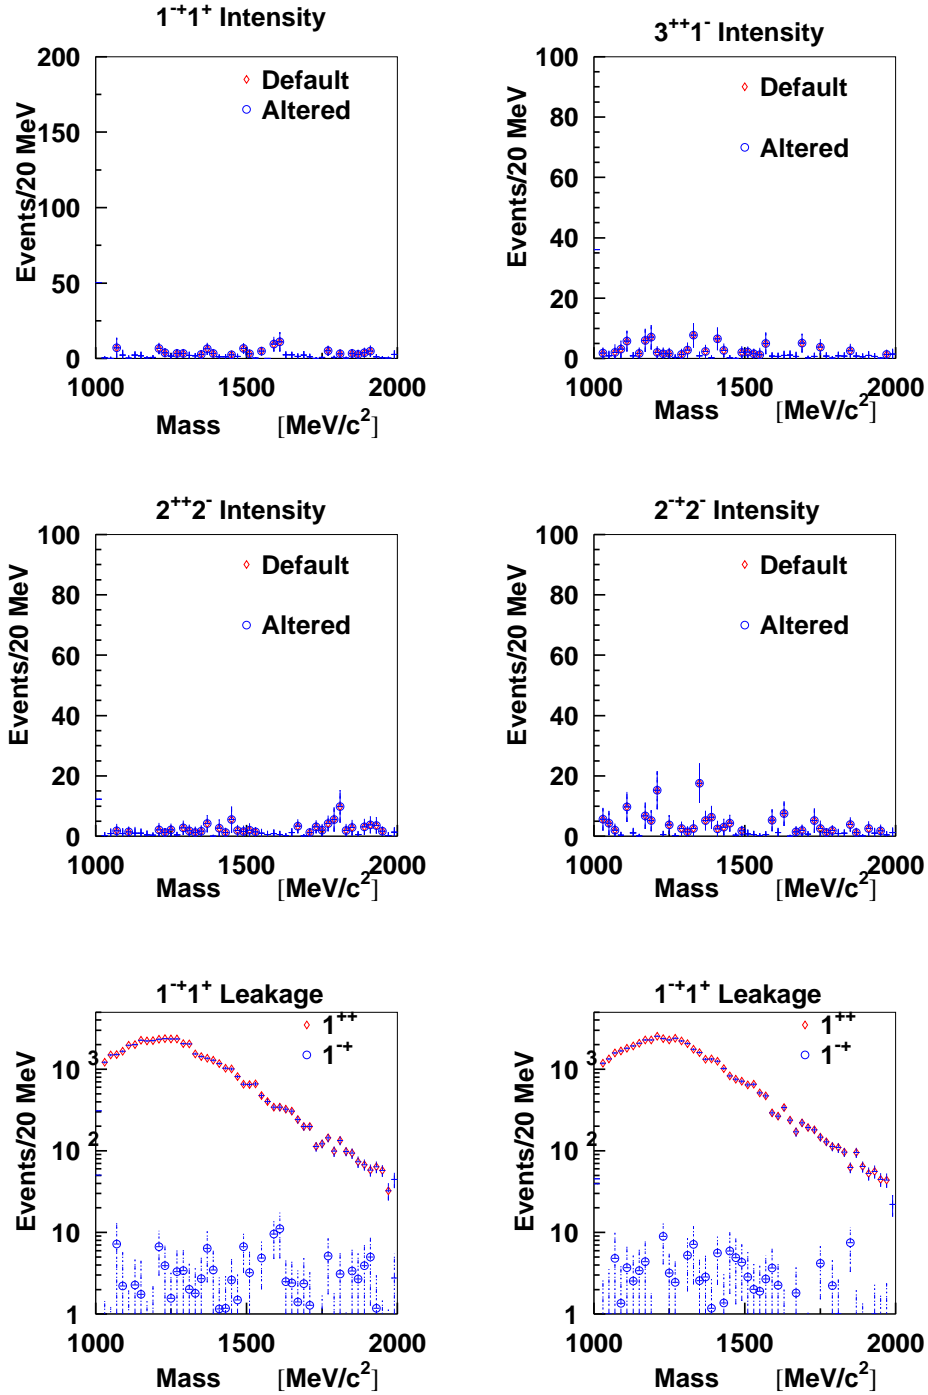 1⁻⁺1⁺ Intensity
Events/20 MeV
200
150
100
50
0
Default
Altered
1000
1500
2000
Mass [MeV/c²]
3⁺⁺1⁻ Intensity
Events/20 MeV
100
80
60
40
20
0
Default
Altered
1000
1500
2000
Mass [MeV/c²]
2⁺⁺2⁻ Intensity
Events/20 MeV
100
80
60
40
20
0
Default
Altered
1000
1500
2000
Mass [MeV/c²]
2⁻⁺2⁻ Intensity
Events/20 MeV
100
80
60
40
20
0
Default
Altered
1000
1500
2000
Mass [MeV/c²]
1⁻⁺1⁺ Leakage
Events/20 MeV
10³
10²
10
1
1⁺⁺
1⁻⁺
1000
1500
2000
Mass [MeV/c²]
1⁻⁺1⁺ Leakage
Events/20 MeV
10³
10²
10
1
1⁺⁺
1⁻⁺
1000
1500
2000
Mass [MeV/c²]